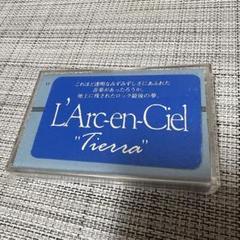 これほど透明なみずみずしさにあふれた
音楽があったろうか。
地上に残されたロック最後の夢。
L'Arc-en-Ciel
"Tierra"